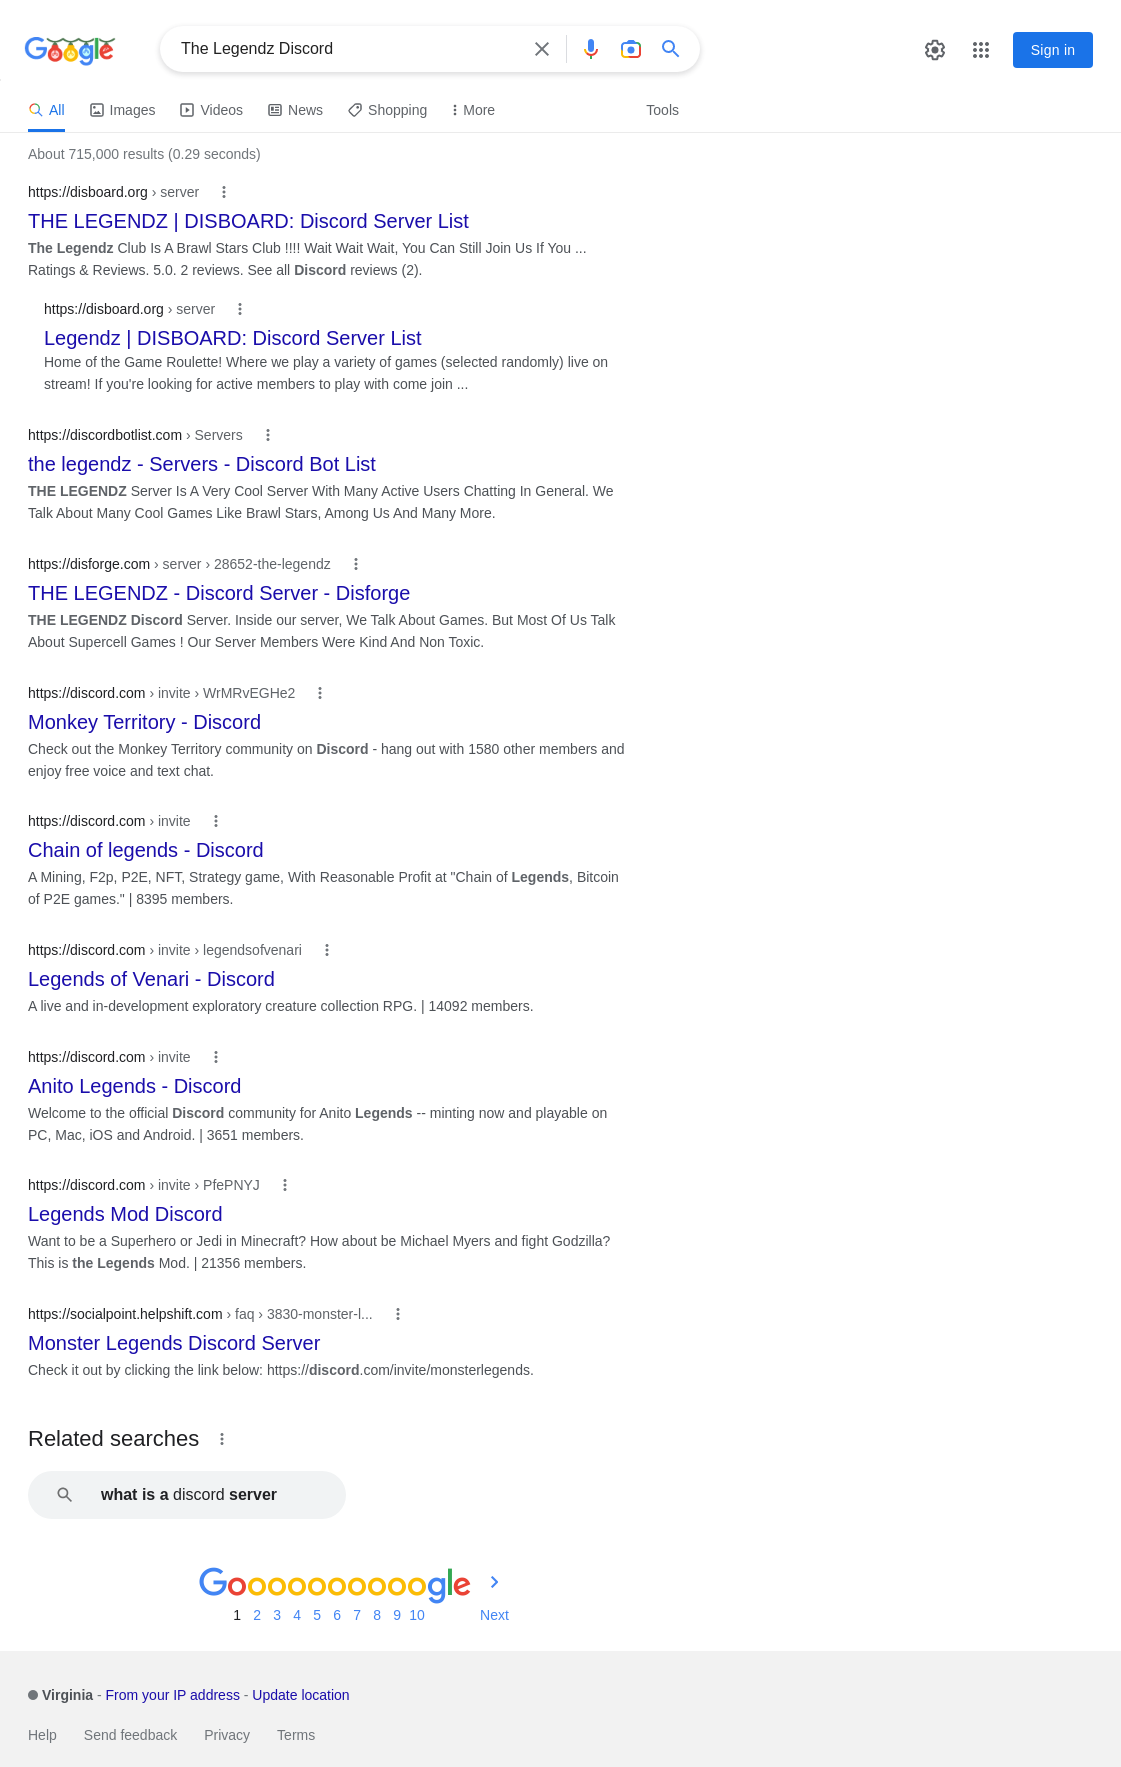 Google
The Legendz Discord
Sign in
All Images Videos News Shopping More Tools
About 715,000 results (0.29 seconds)
https://disboard.org › server
THE LEGENDZ | DISBOARD: Discord Server List
The Legendz Club Is A Brawl Stars Club !!!! Wait Wait Wait, You Can Still Join Us If You ...
Ratings & Reviews. 5.0. 2 reviews. See all Discord reviews (2).
https://disboard.org › server
Legendz | DISBOARD: Discord Server List
Home of the Game Roulette! Where we play a variety of games (selected randomly) live on
stream! If you're looking for active members to play with come join ...
https://discordbotlist.com › Servers
the legendz - Servers - Discord Bot List
THE LEGENDZ Server Is A Very Cool Server With Many Active Users Chatting In General. We
Talk About Many Cool Games Like Brawl Stars, Among Us And Many More.
https://disforge.com › server › 28652-the-legendz
THE LEGENDZ - Discord Server - Disforge
THE LEGENDZ Discord Server. Inside our server, We Talk About Games. But Most Of Us Talk
About Supercell Games ! Our Server Members Were Kind And Non Toxic.
https://discord.com › invite › WrMRvEGHe2
Monkey Territory - Discord
Check out the Monkey Territory community on Discord - hang out with 1580 other members and
enjoy free voice and text chat.
https://discord.com › invite
Chain of legends - Discord
A Mining, F2p, P2E, NFT, Strategy game, With Reasonable Profit at "Chain of Legends, Bitcoin
of P2E games." | 8395 members.
https://discord.com › invite › legendsofvenari
Legends of Venari - Discord
A live and in-development exploratory creature collection RPG. | 14092 members.
https://discord.com › invite
Anito Legends - Discord
Welcome to the official Discord community for Anito Legends -- minting now and playable on
PC, Mac, iOS and Android. | 3651 members.
https://discord.com › invite › PfePNYJ
Legends Mod Discord
Want to be a Superhero or Jedi in Minecraft? How about be Michael Myers and fight Godzilla?
This is the Legends Mod. | 21356 members.
https://socialpoint.helpshift.com › faq › 3830-monster-l...
Monster Legends Discord Server
Check it out by clicking the link below: https://discord.com/invite/monsterlegends.
Related searches
what is a discord server
Goooooooooogle
1 2 3 4 5 6 7 8 9 10 Next
Virginia - From your IP address - Update location
Help Send feedback Privacy Terms